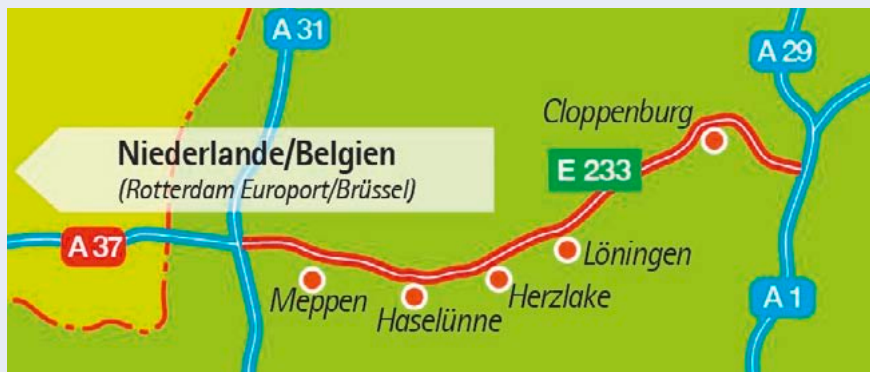 A 31
A 29
Cloppenburg
Niederlande/Belgien
(Rotterdam Europort/Brüssel)
E 233
A 37
Löningen
Meppen
Herzlake
Haselünne
A 1